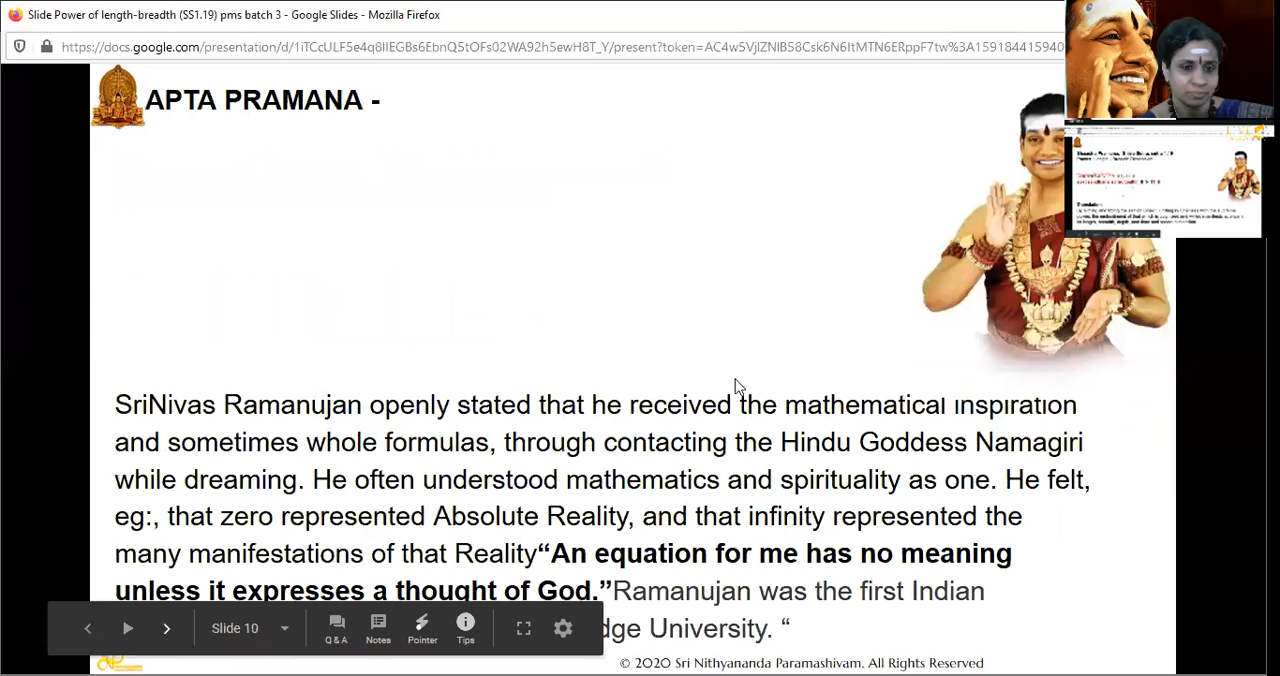 Slide Power of length-breadth (SS1.19) pms batch 3 - Google Slides - Mozilla Firefox
https://docs.google.com/presentation/d/1iTCcULF5e4q8IIEGBs6EbnQ5tOFs02WA92h5ewH8T_Y/present?token=AC4w5VjlZNlB58Csk6N6ItMTN6ERppF7tw%3A159184415940
APTA PRAMANA -
Translation:
SriNivas Ramanujan openly stated that he received the mathematical inspiration
and sometimes whole formulas, through contacting the Hindu Goddess Namagiri
while dreaming. He often understood mathematics and spirituality as one. He felt,
eg:, that zero represented Absolute Reality, and that infinity represented the
many manifestations of that Reality“An equation for me has no meaning
unless it expresses a thought of God.”Ramanujan was the first Indian
dge University. “
Slide 10
Q & A Notes Pointer Tips
© 2020 Sri Nithyananda Paramashivam. All Rights Reserved